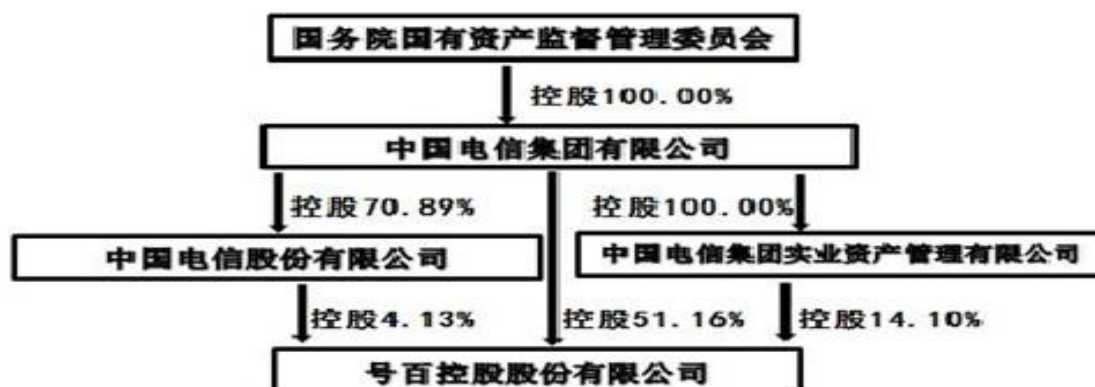 国务院国有资产监督管理委员会
控股100.00%
中国电信集团有限公司
控股70.89%
控股100.00%
中国电信股份有限公司
中国电信集团实业资产管理有限公司
控股4.13%
控股51.16%
控股14.10%
号百控股股份有限公司